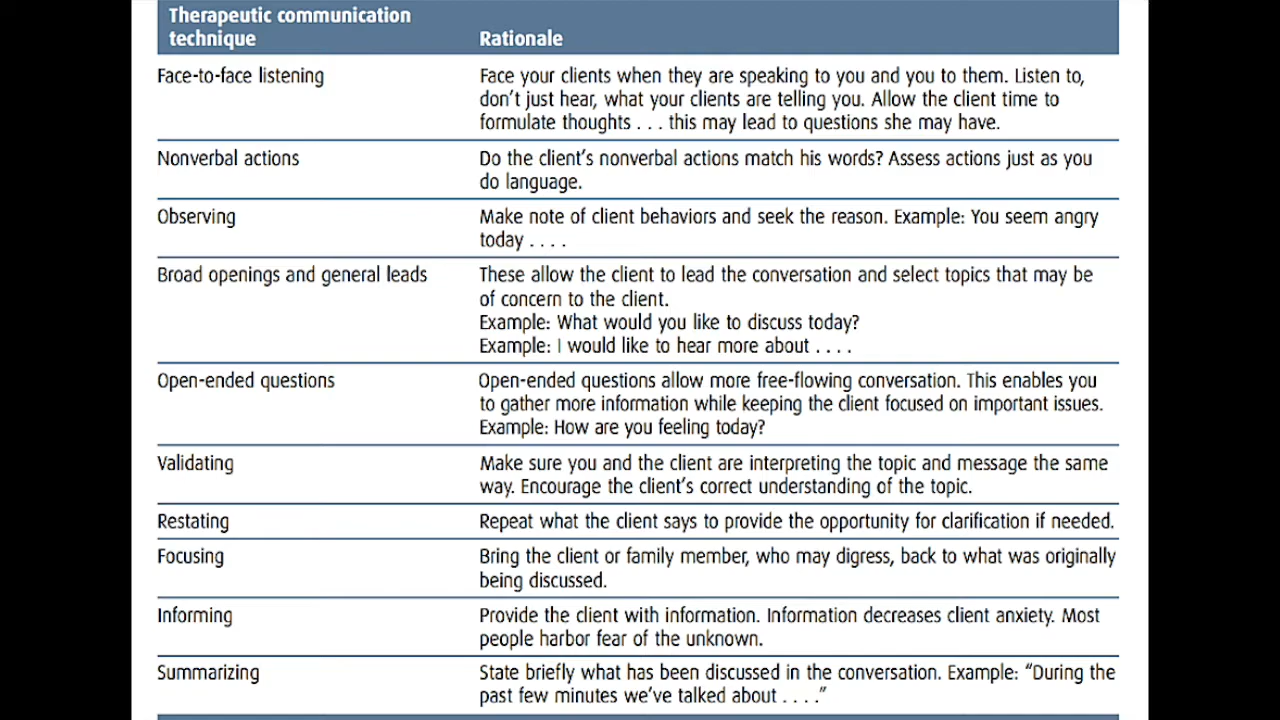 Therapeutic communication
technique
Rationale
Face-to-face listening
Face your clients when they are speaking to you and you to them. Listen to,
don't just hear, what your clients are telling you. Allow the client time to
formulate thoughts . . . this may lead to questions she may have.
Nonverbal actions
Do the client's nonverbal actions match his words? Assess actions just as you
do language.
Observing
Make note of client behaviors and seek the reason. Example: You seem angry
today . . . .
Broad openings and general leads
These allow the client to lead the conversation and select topics that may be
of concern to the client.
Example: What would you like to discuss today?
Example: I would like to hear more about . . . .
Open-ended questions
Open-ended questions allow more free-flowing conversation. This enables you
to gather more information while keeping the client focused on important issues.
Example: How are you feeling today?
Validating
Make sure you and the client are interpreting the topic and message the same
way. Encourage the client's correct understanding of the topic.
Restating
Repeat what the client says to provide the opportunity for clarification if needed.
Focusing
Bring the client or family member, who may digress, back to what was originally
being discussed.
Informing
Provide the client with information. Information decreases client anxiety. Most
people harbor fear of the unknown.
Summarizing
State briefly what has been discussed in the conversation. Example: "During the
past few minutes we've talked about . . . ."